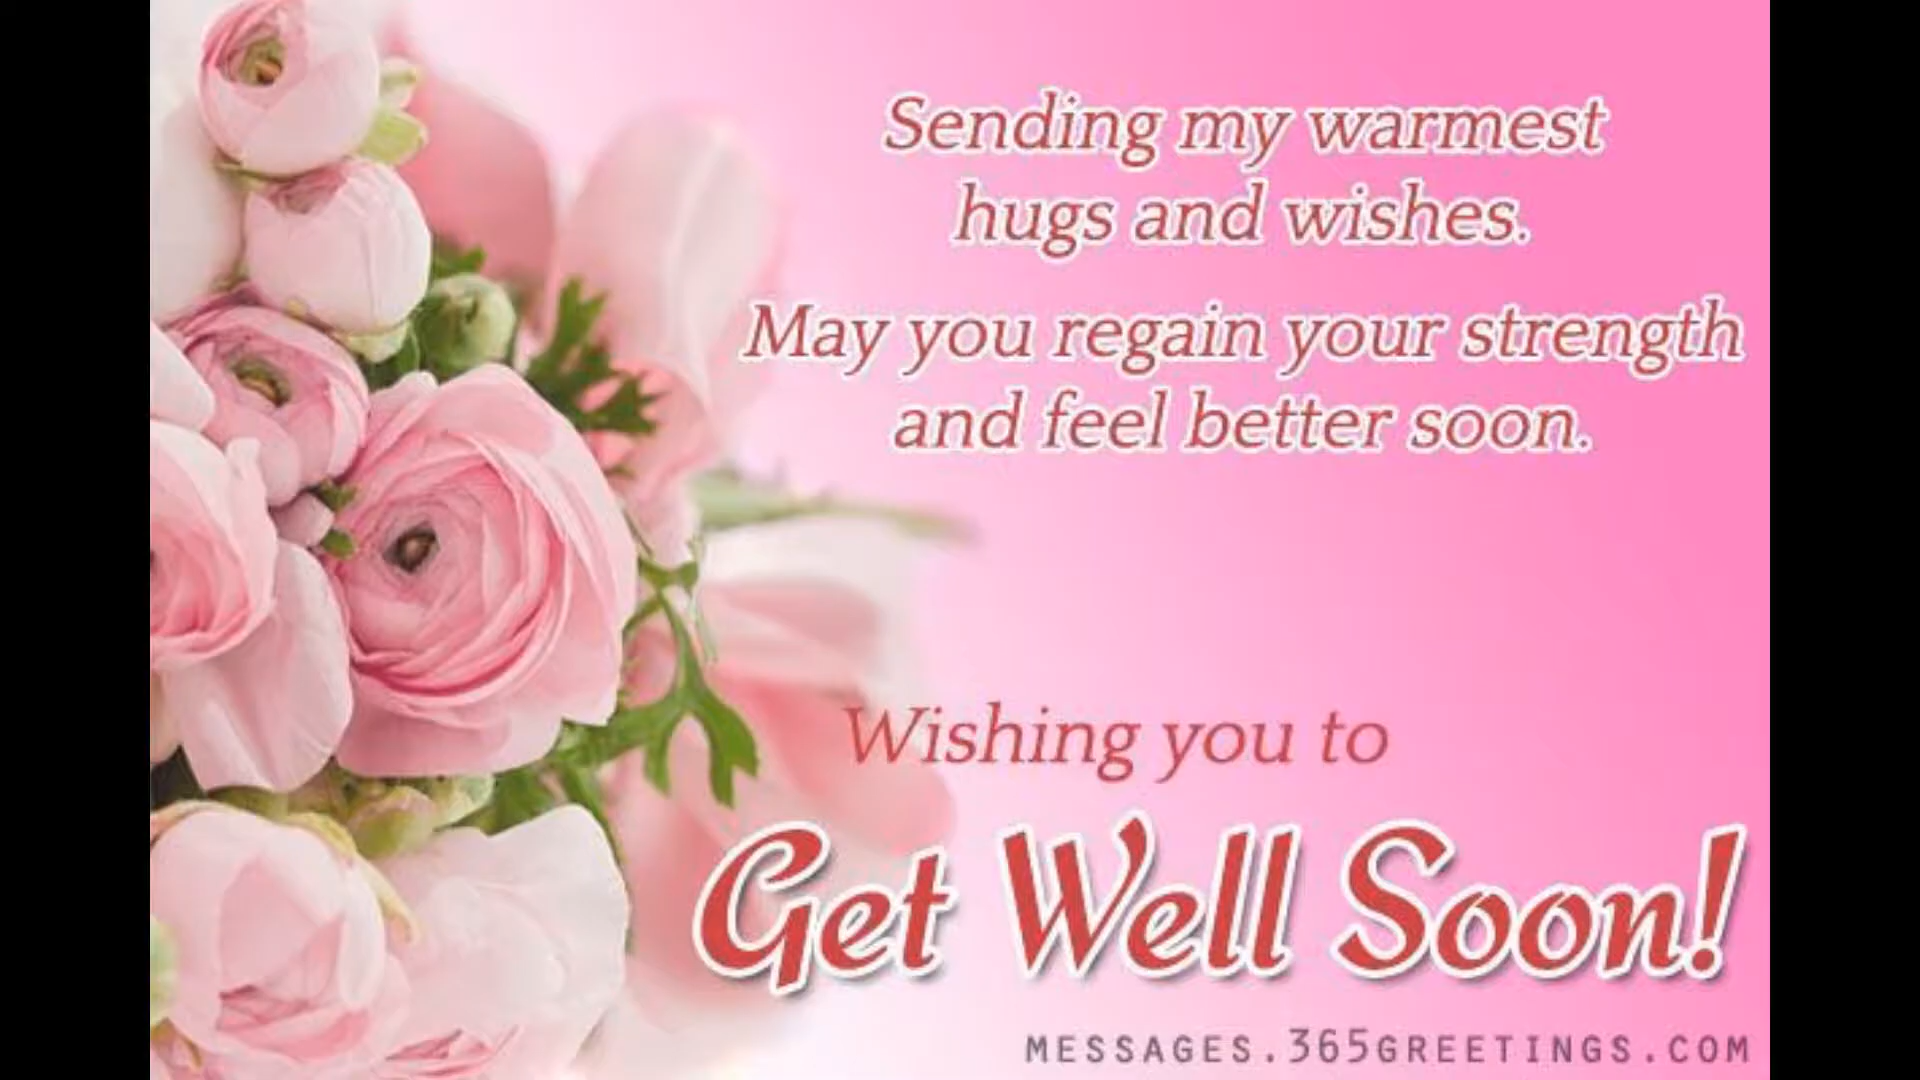 Sending my warmest
hugs and wishes.
May you regain your strength
and feel better soon.
Wishing you to
Get Well Soon!
MESSAGES.365GREETINGS.COM